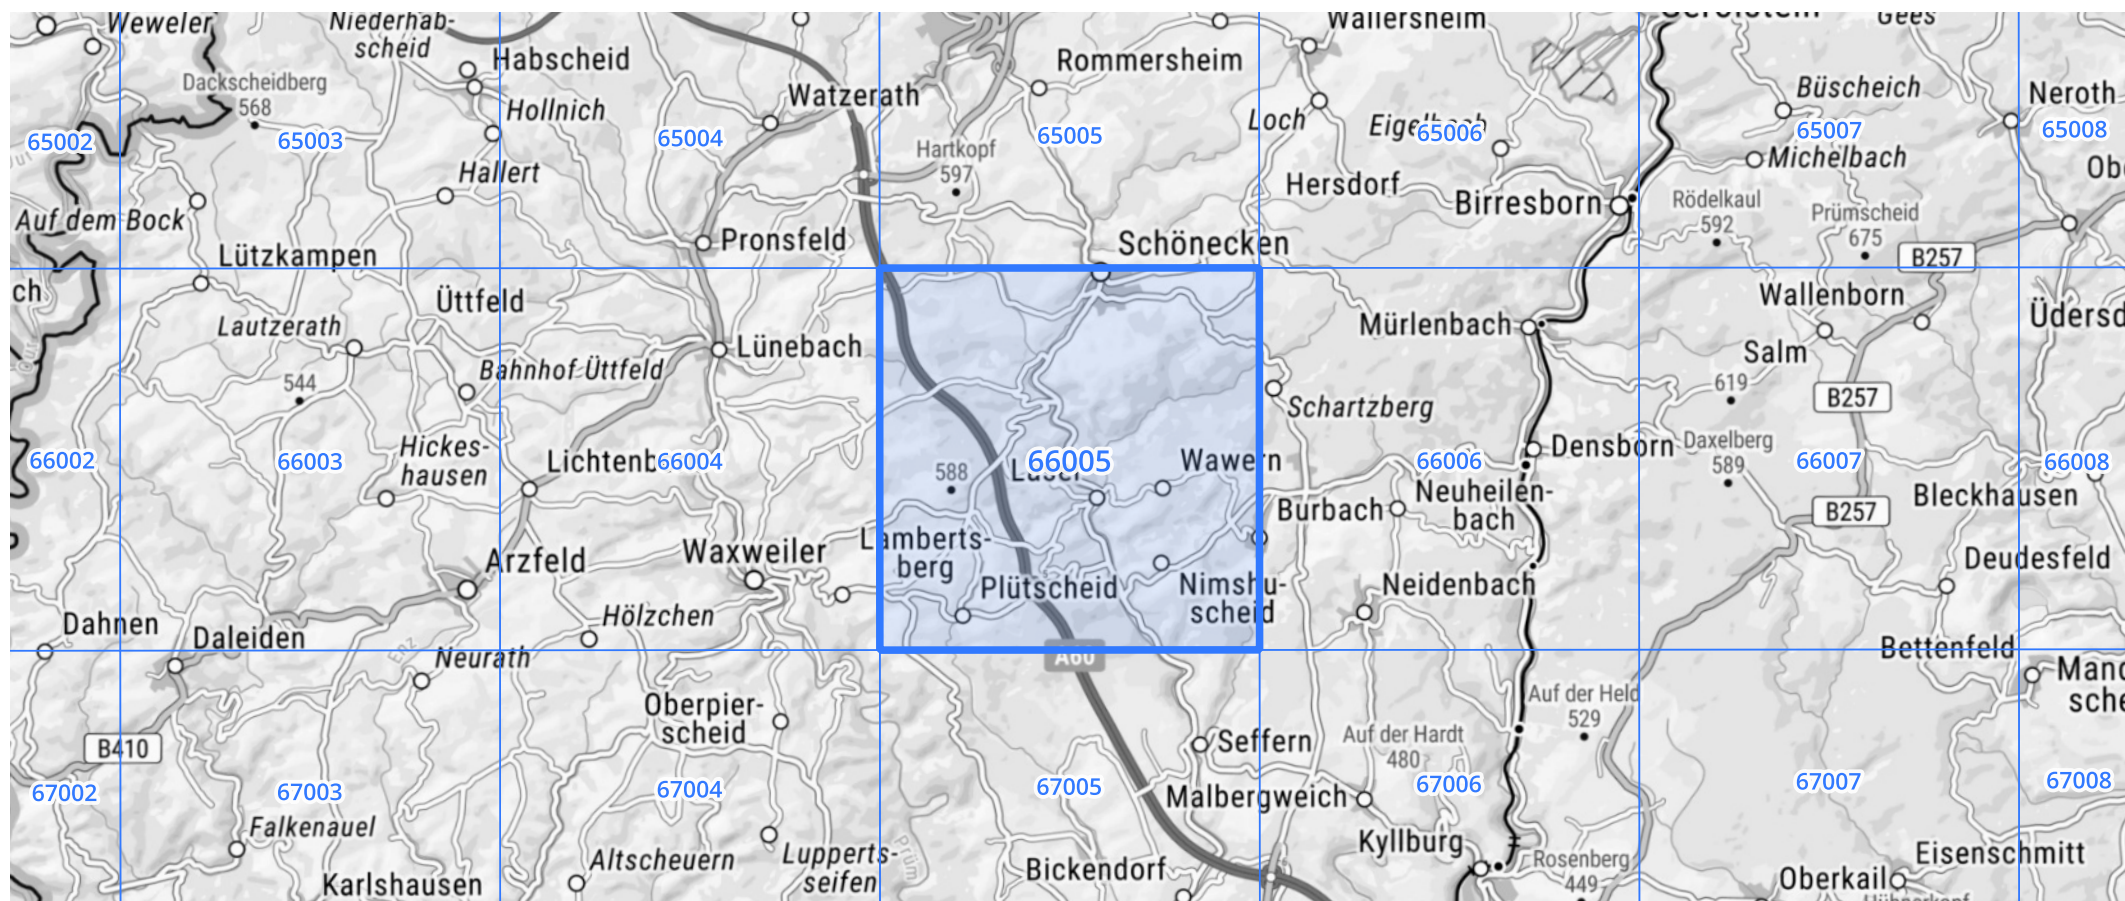 Weweler
Niederhab-
scheid
Habscheid
Wallersheim
Gees
Rommersheim
Dackscheidberg
568
Hollnich
Watzerath
Büscheich
Neroth
65002
65003
65004
65005
Loch
65006
65007
65008
Hartkopf
597
Michelbach
Hallert
Hersdorf
Birresborn
Rödelkaul
592
Prümscheid
675
Auf dem Bock
Lützkampen
Pronsfeld
Schönecken
B257
ch
Üttfeld
Wallenborn
Lautzerath
Lünebach
Mürlenbach
Salm
544
Bahnhof Üttfeld
619
B257
Schartzberg
Hickes-
hausen
Densborn
Daxelberg
589
66002
66003
66004
66005
Wawern
66006
66007
66008
588
Burbach
Neuheilen-
bach
Bleckhausen
B257
Lamberts-
berg
Arzfeld
Waxweiler
Plütscheid
Neidenbach
Deudesfeld
Hölzchen
Dahnen
Daleiden
Bettenfeld
Enz
Neurath
A60
Auf der Held
529
Oberpier-
scheid
B410
Seffern
Auf der Hardt
480
67002
67003
67004
67005
Malbergweich
67006
67007
67008
Falkenauel
Kyllburg
Prüm
Altscheuern
Lupperts-
seifen
Bickendorf
Rosenberg
449
Eisenschmitt
Karlshausen
Oberkail